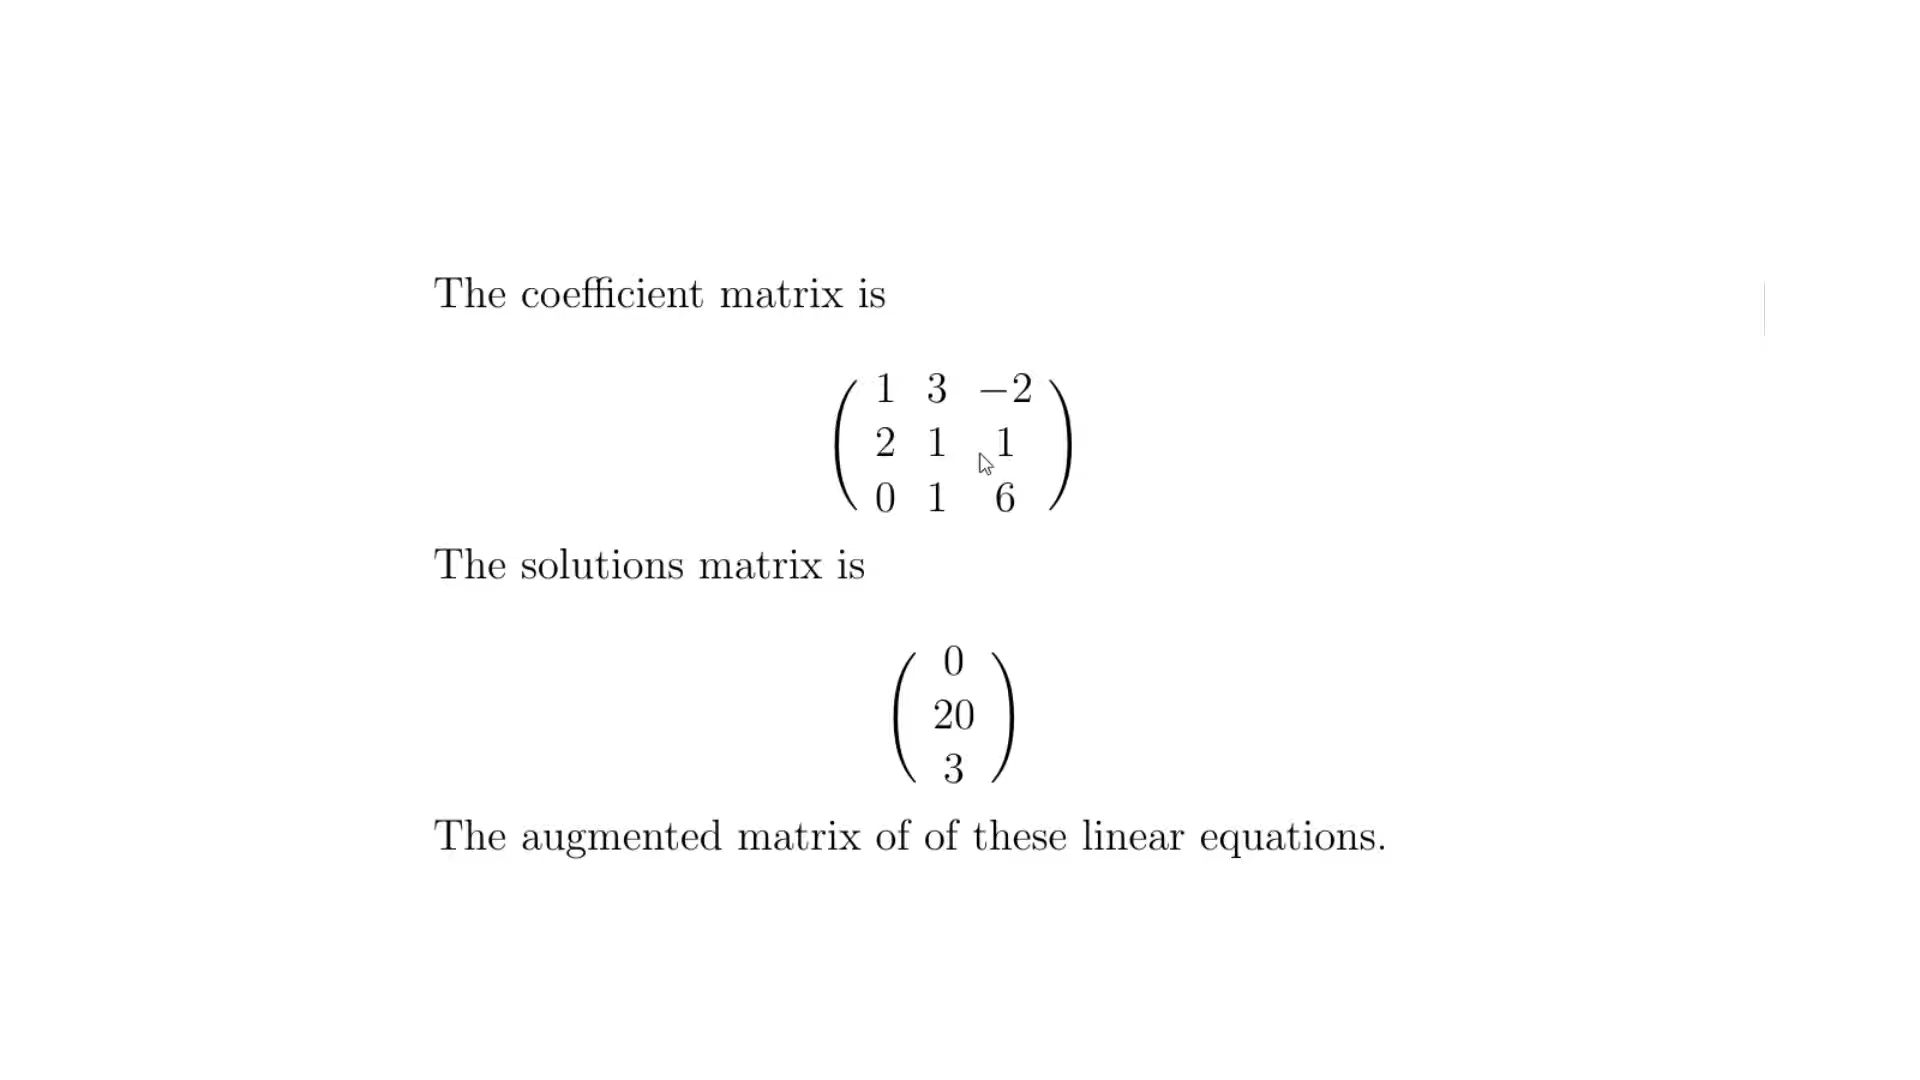 The coefficient matrix is
1 3 −2
2 1 1
0 1 6
The solutions matrix is
0
20
3
The augmented matrix of of these linear equations.